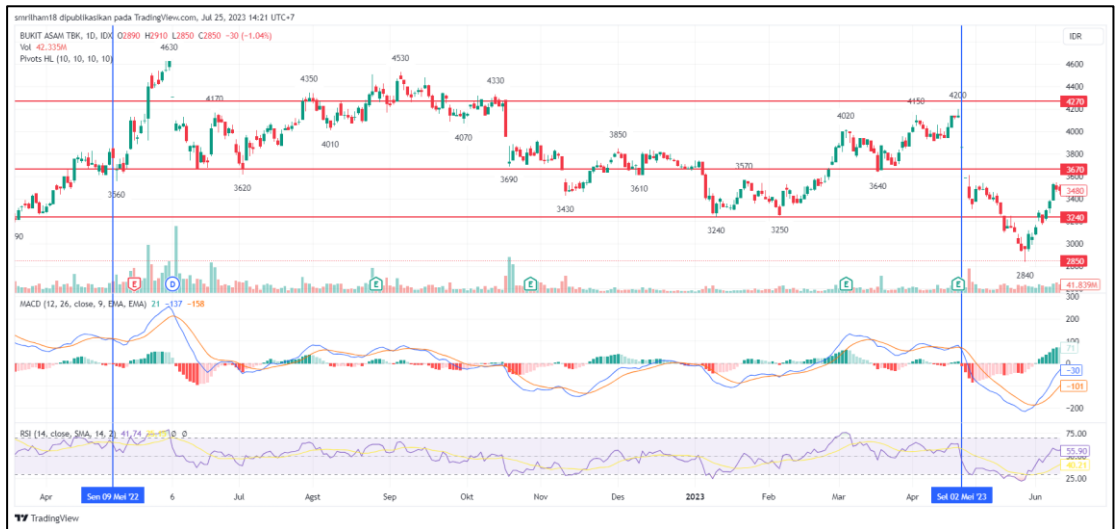 smrilham18 dipublikasikan pada TradingView.com, Jul 25, 2023 14:21 UTC+7
BUKIT ASAM TBK, 1D, IDX O2890 H2910 L2850 C2850 −30 (−1.04%)
Vol 42.335M
Pivots HL (10, 10, 10, 10)
IDR
4630
4170
4350
4530
4330
4010
4070
3560
3620
3690
3850
3610
3430
3570
3240
3250
4020
3640
4150
4200
2840
90
4600
4400
4270
4200
4000
3800
3670
3600
3480
3400
3240
3000
2850
41.839M
E
D
E
E
E
E
MACD (12, 26, close, 9, EMA, EMA) 21 −137 −158
300
200
100
71
0
−30
−101
−200
RSI (14, close, SMA, 14, 2) 41.74 Ø Ø
75.00
55.90
40.21
25.00
Apr
Sen 09 Mei '22
6
Jul
Agst
Sep
Okt
Nov
Des
2023
Feb
Mar
Apr
Sel 02 Mei '23
Jun
TradingView